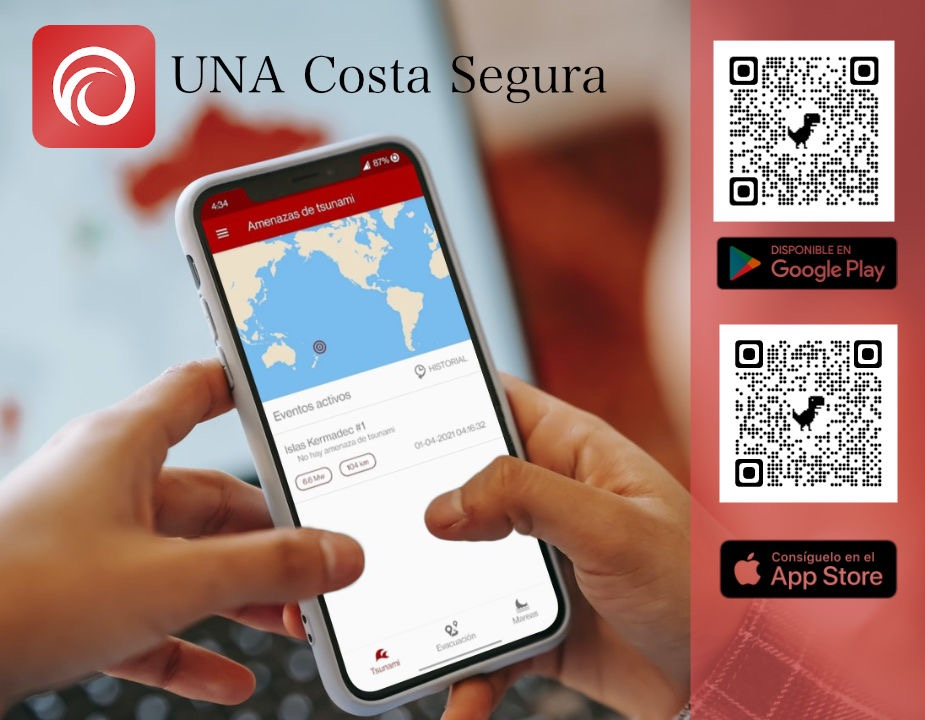 UNA Costa Segura
4:34
87%
Amenazas de tsunami
HISTORIAL
Eventos activos
Islas Kermadec #1
No hay amenaza de tsunami
01-04-2021 04:16:32
6.6 Mw
104 km
Tsunami
Evacuación
Mareas
DISPONIBLE EN
Google Play
Consíguelo en el
App Store